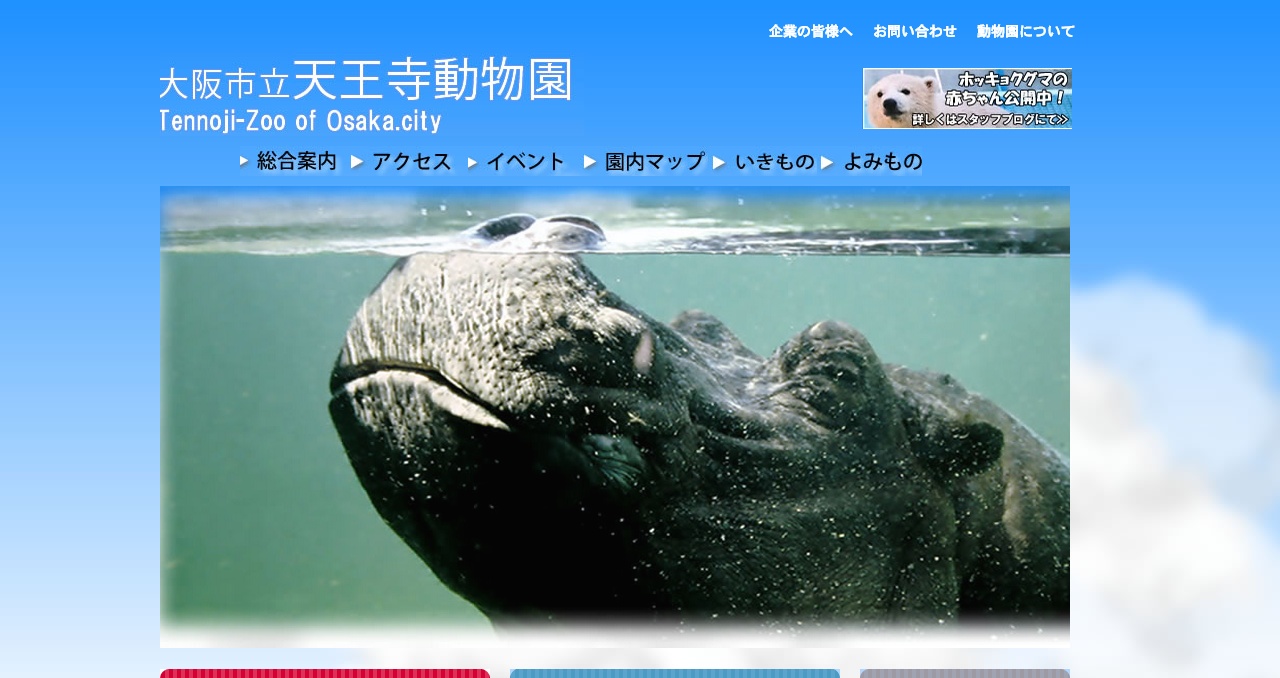 企業の皆様へ お問い合わせ 動物園について
大阪市立天王寺動物園
Tennoji-Zoo of Osaka.city
ホッキョクグマの
赤ちゃん公開中！
詳しくはスタッフブログにて≫
総合案内 アクセス イベント 園内マップ いきもの よみもの